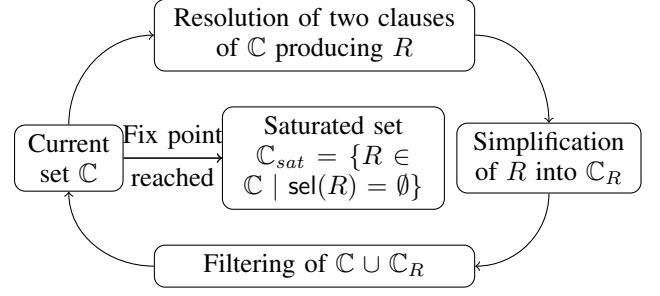 Resolution of two clauses
of ℂ producing R
Current
set ℂ
Fix point
reached
Saturated set
ℂ_sat = {R ∈
ℂ | sel(R) = ∅}
Simplification
of R into ℂ_R
Filtering of ℂ ∪ ℂ_R